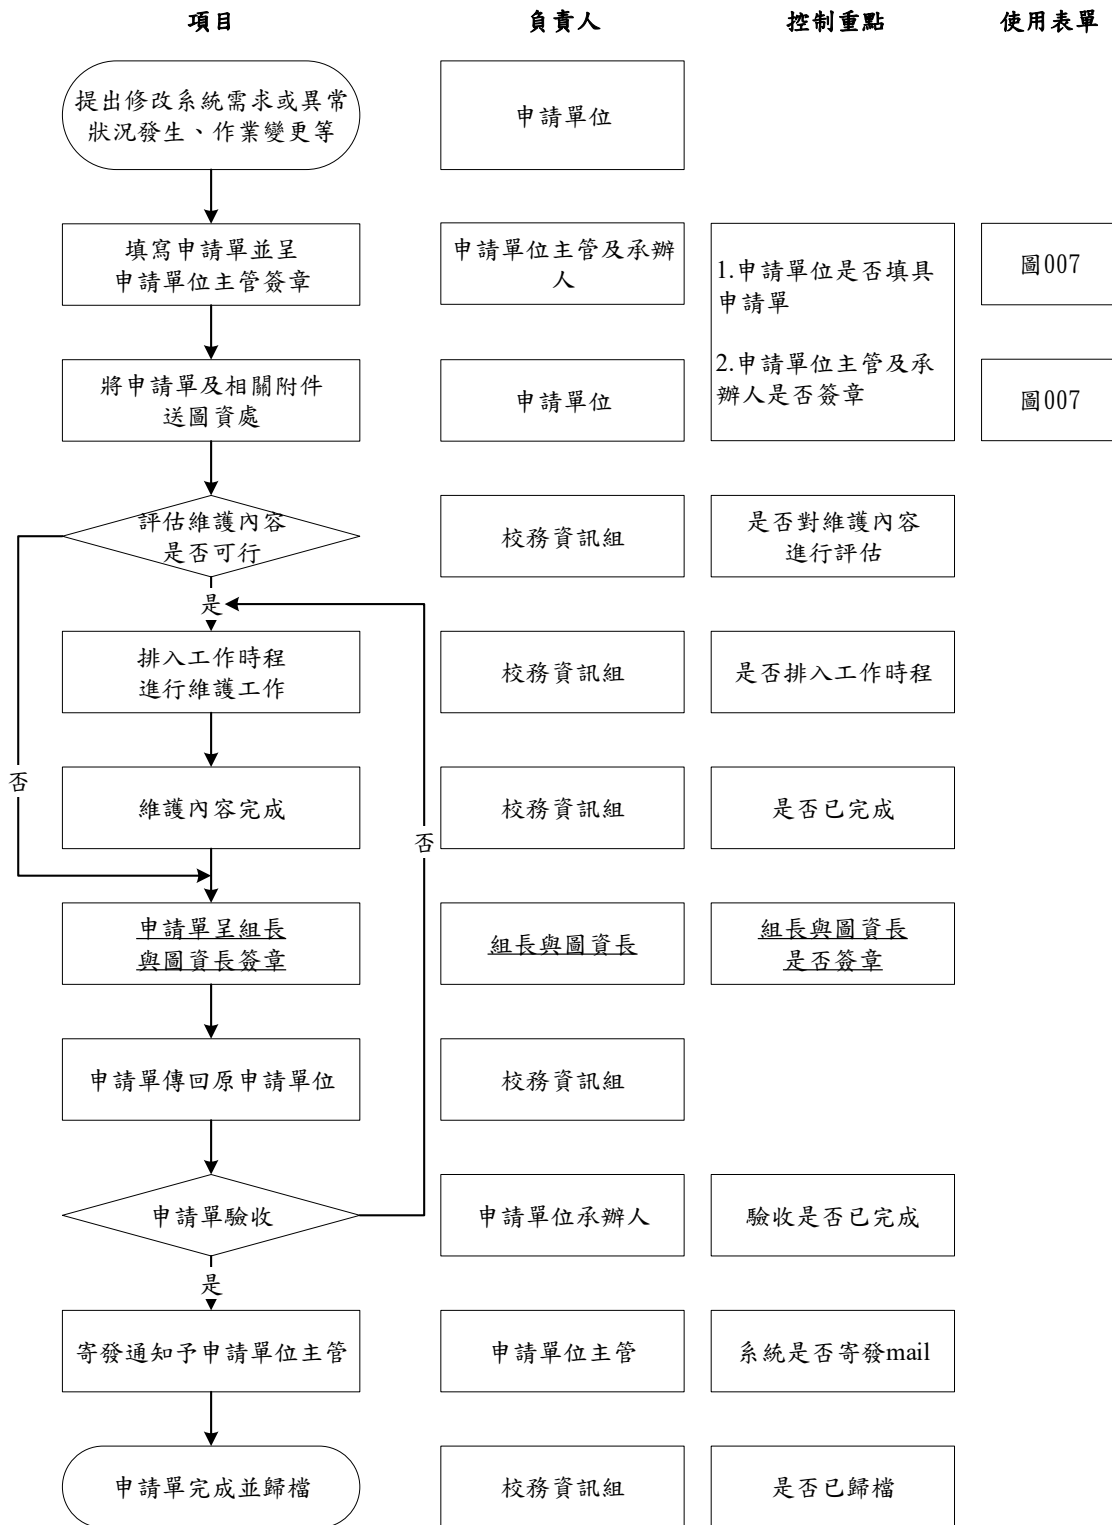 項目
負責人
控制重點
使用表單
提出修改系統需求或異常
狀況發生、作業變更等
申請單位
填寫申請單並呈
申請單位主管簽章
申請單位主管及承辦
人
1.申請單位是否填具
申請單
2.申請單位主管及承
辦人是否簽章
圖007
將申請單及相關附件
送圖資處
申請單位
圖007
評估維護內容
是否可行
校務資訊組
是否對維護內容
進行評估
是
排入工作時程
進行維護工作
校務資訊組
是否排入工作時程
否
維護內容完成
校務資訊組
是否已完成
否
申請單呈組長
與圖資長簽章
組長與圖資長
組長與圖資長
是否簽章
申請單傳回原申請單位
校務資訊組
申請單驗收
申請單位承辦人
驗收是否已完成
是
寄發通知予申請單位主管
申請單位主管
系統是否寄發mail
申請單完成並歸檔
校務資訊組
是否已歸檔